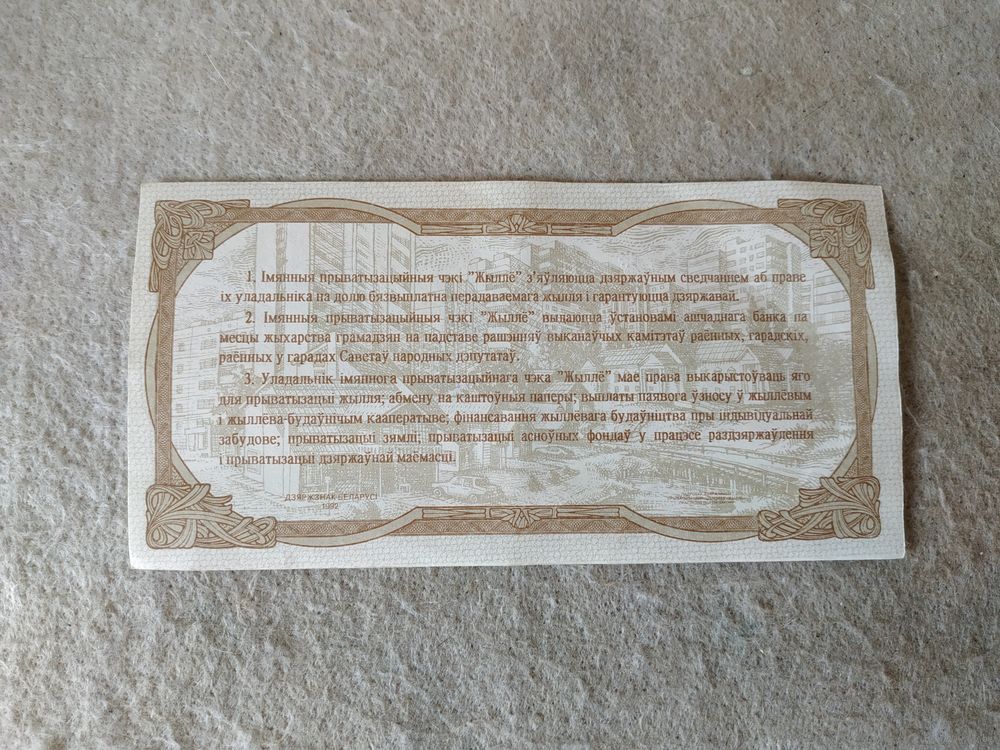 1. Імянныя прыватызацыйныя чэкі "Жыллё" з'яўляюцца дзяржаўным сведчаннем аб праве
іх уладальніка на долю бязвыплатна перадаваемага жылля і гарантуюцца дзяржавай.
2. Імянныя прыватызацыйныя чэкі "Жыллё" выдаюцца ўстановамі ашчаднага банка па
месцы жыхарства грамадзян на падставе рашэнняў выканаўчых камітэтаў раённых, гарадскіх,
раённых у гарадах Саветаў народных дэпутатаў.
3. Уладальнік імяннога прыватызацыйнага чэка "Жыллё" мае права выкарыстоўваць яго
для прыватызацыі жылля; абмену на каштоўныя паперы; выплаты паявога ўзносу ў жыллёвым
і жыллёва-будаўнічым кааператыве; фінансавання жыллёвага будаўніцтва пры індывідуальнай
забудове; прыватызацыі зямлі; прыватызацыі асноўных фондаў у працэсе раздзяржаўлення
і прыватызацыі дзяржаўнай маёмасці.
ДЗЯРЖЗНАК БЕЛАРУСІ
1992